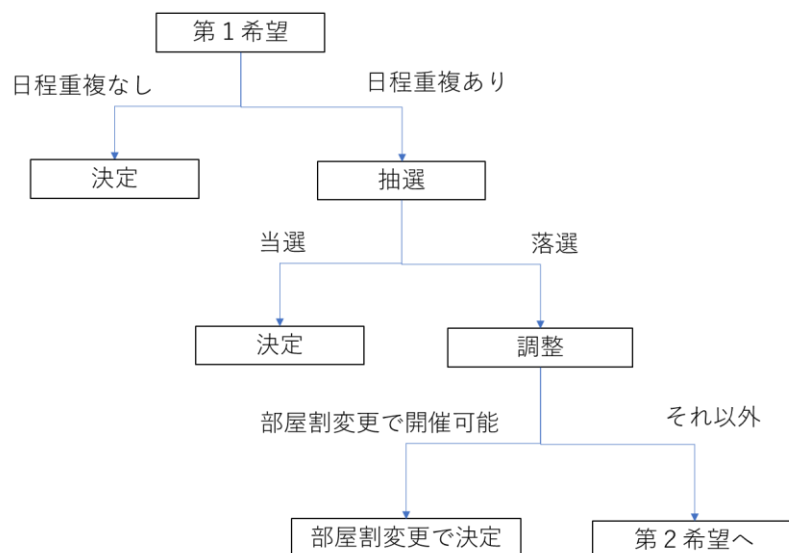 第１希望
日程重複なし
日程重複あり
決定
抽選
当選
落選
決定
調整
部屋割変更で開催可能
それ以外
部屋割変更で決定
第２希望へ